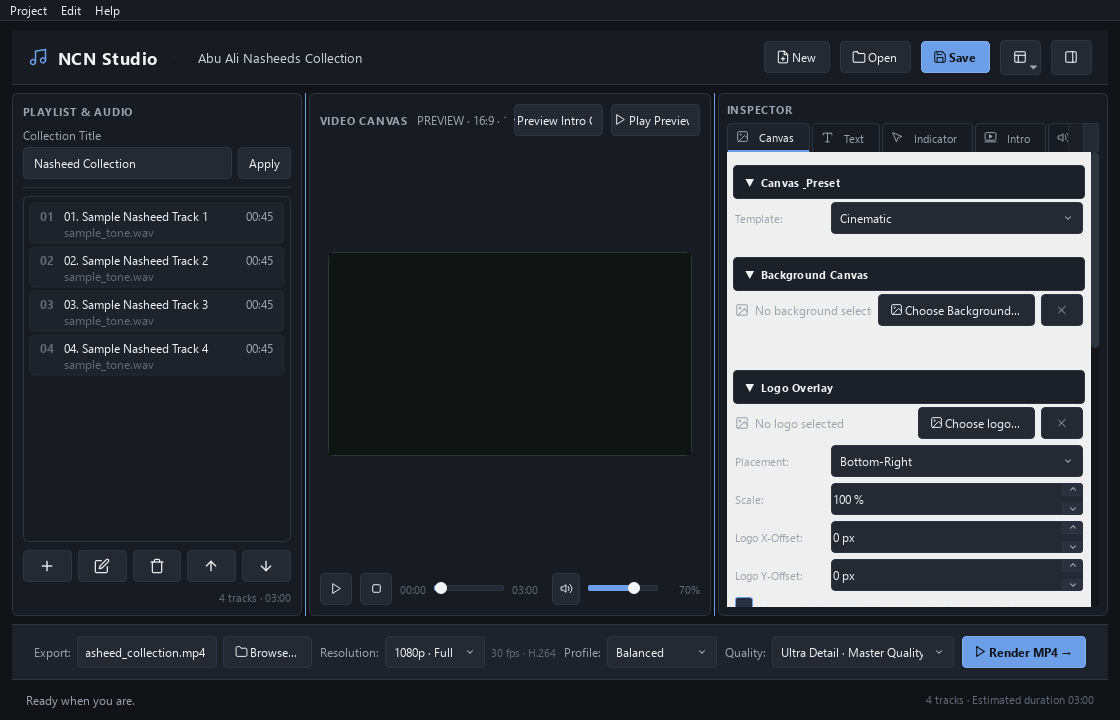 Project Edit Help
NCN Studio
Abu Ali Nasheeds Collection
New
Open
Save
PLAYLIST & AUDIO
Collection Title
Nasheed Collection
Apply
01 01. Sample Nasheed Track 1 00:45
sample_tone.wav
02 02. Sample Nasheed Track 2 00:45
sample_tone.wav
03 03. Sample Nasheed Track 3 00:45
sample_tone.wav
04 04. Sample Nasheed Track 4 00:45
sample_tone.wav
4 tracks · 03:00
VIDEO CANVAS PREVIEW · 16:9 ·
Preview Intro
Play Preview
00:00
03:00
70%
INSPECTOR
Canvas
Text
Indicator
Intro
▼ Canvas _Preset
Template: Cinematic
▼ Background Canvas
No background select
Choose Background...
▼ Logo Overlay
No logo selected
Choose logo...
Placement: Bottom-Right
Scale: 100 %
Logo X-Offset: 0 px
Logo Y-Offset: 0 px
Export: asheed_collection.mp4
Browse...
Resolution: 1080p · Full
30 fps · H.264
Profile: Balanced
Quality: Ultra Detail · Master Quality
Render MP4 →
Ready when you are.
4 tracks · Estimated duration 03:00